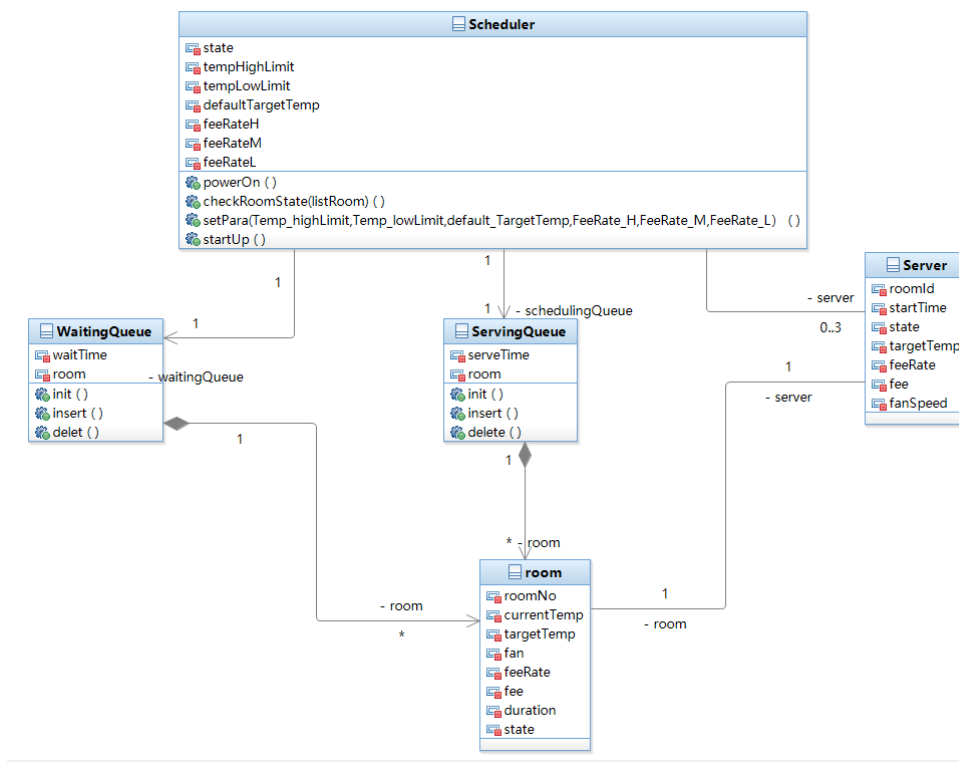 Scheduler
state
tempHighLimit
tempLowLimit
defaultTargetTemp
feeRateH
feeRateM
feeRateL
powerOn ( )
checkRoomState(listRoom) ( )
setPara(Temp_highLimit,Temp_lowLimit,default_TargetTemp,FeeRate_H,FeeRate_M,FeeRate_L) ( )
startUp ( )
1
1
- waitingQueue
1
1
- schedulingQueue
- server
0..3
Server
roomId
startTime
state
targetTemp
feeRate
fee
fanSpeed
WaitingQueue
waitTime
room
init ( )
insert ( )
delet ( )
ServingQueue
serveTime
room
init ( )
insert ( )
delete ( )
1
- server
1
1
* - room
- room
*
1
- room
room
roomNo
currentTemp
targetTemp
fan
feeRate
fee
duration
state